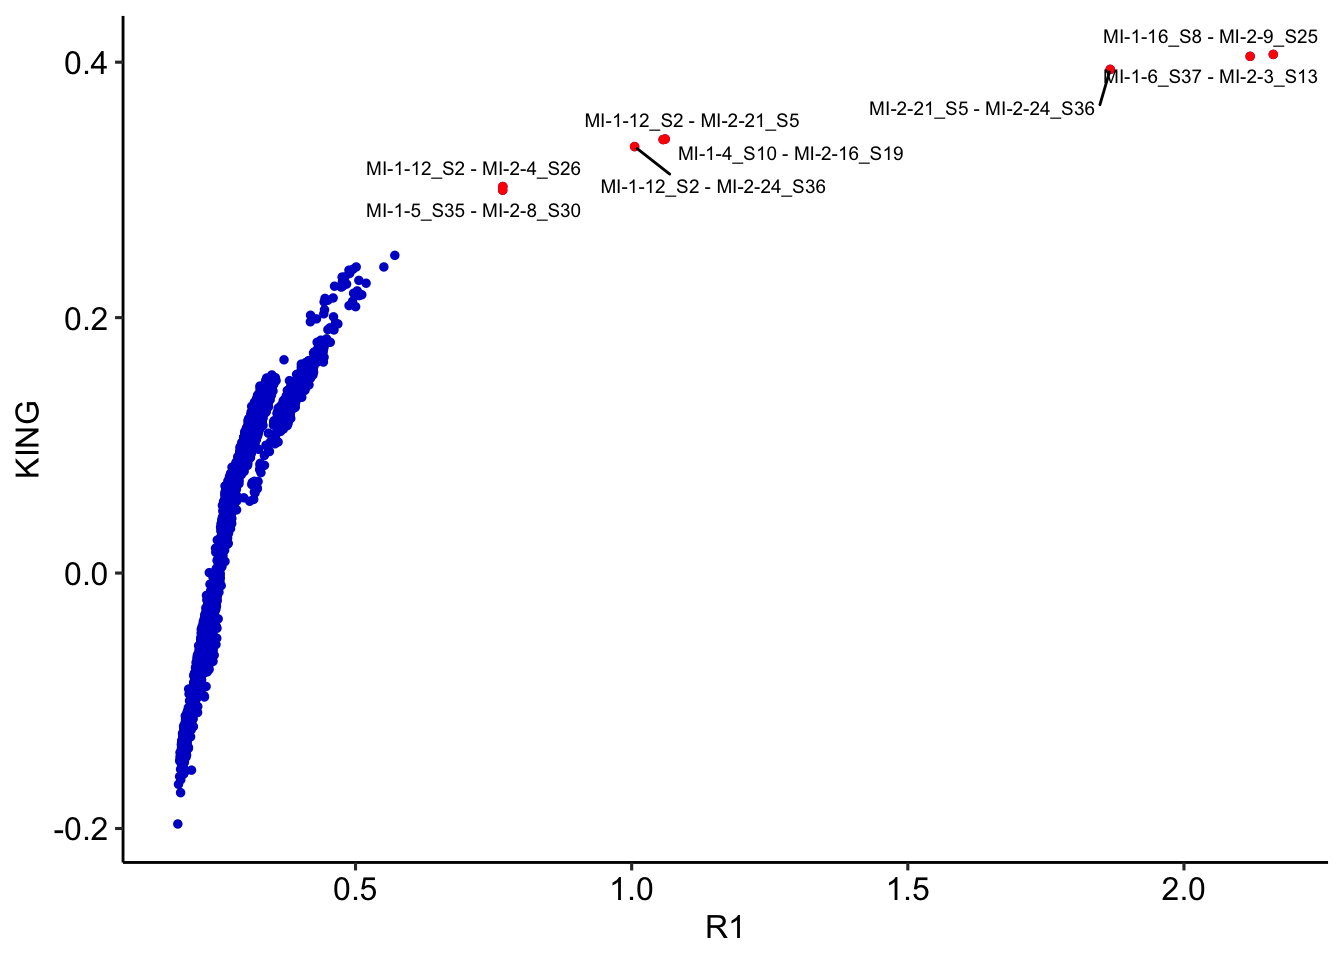 MI-1-16_S8 - MI-2-9_S25
0.4
MI-1-6_S37 - MI-2-3_S13
MI-2-21_S5 - MI-2-24_S36
MI-1-12_S2 - MI-2-21_S5
MI-1-4_S10 - MI-2-16_S19
MI-1-12_S2 - MI-2-4_S26
MI-1-12_S2 - MI-2-24_S36
MI-1-5_S35 - MI-2-8_S30
0.2
KING
0.0
-0.2
0.5 1.0 1.5 2.0
R1